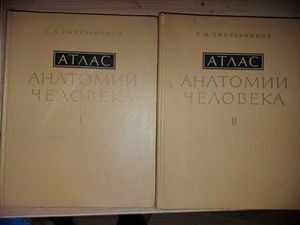 Р. Д. СИНЕЛЬНИКОВ
АТЛАС
АНАТОМИИ
ЧЕЛОВЕКА
I
Р. Д. СИНЕЛЬНИКОВ
АТЛАС
АНАТОМИИ
ЧЕЛОВЕКА
II